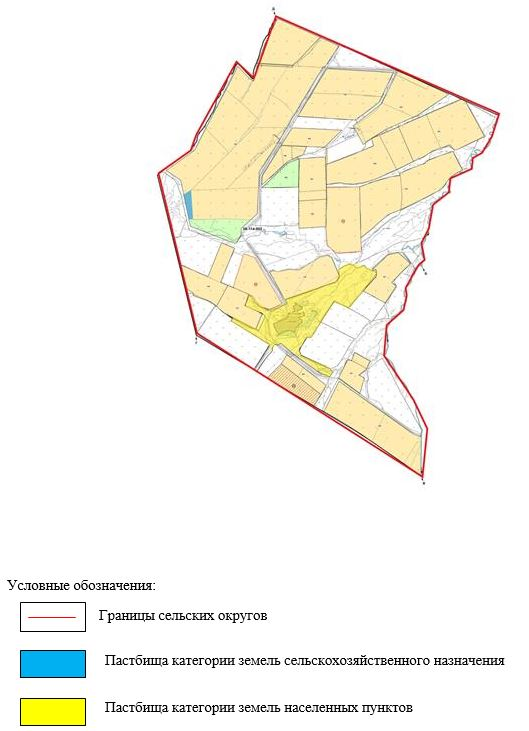 Условные обозначения:
Границы сельских округов
Пастбища категории земель сельскохозяйственного назначения
Пастбища категории земель населенных пунктов